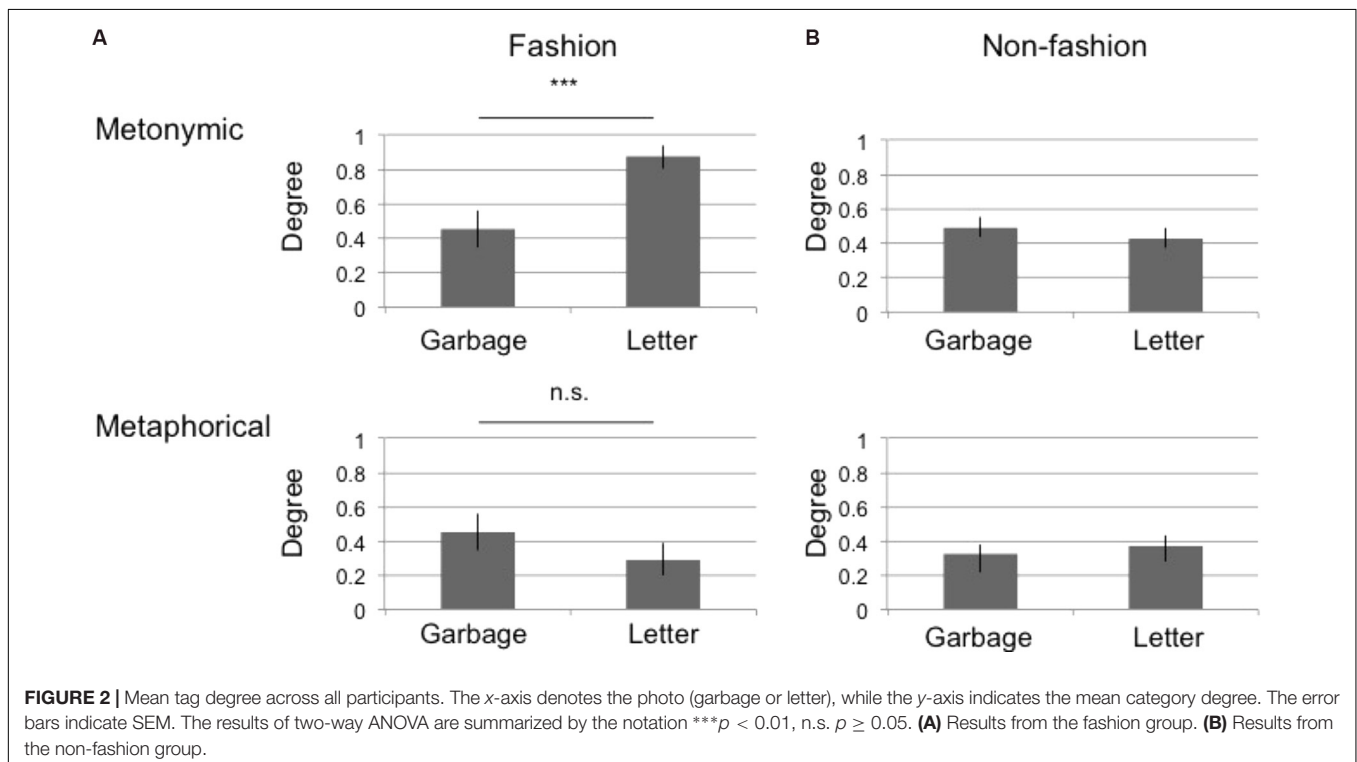 A
Fashion
B
Non-fashion
***
Metonymic
Degree
1
0.8
0.6
0.4
0.2
0
Garbage Letter
Degree
1
0.8
0.6
0.4
0.2
0
Garbage Letter
n.s.
Metaphorical
Degree
1
0.8
0.6
0.4
0.2
0
Garbage Letter
Degree
1
0.8
0.6
0.4
0.2
0
Garbage Letter
FIGURE 2 | Mean tag degree across all participants. The x-axis denotes the photo (garbage or letter), while the y-axis indicates the mean category degree. The error
bars indicate SEM. The results of two-way ANOVA are summarized by the notation ***p < 0.01, n.s. p ≥ 0.05. (A) Results from the fashion group. (B) Results from
the non-fashion group.